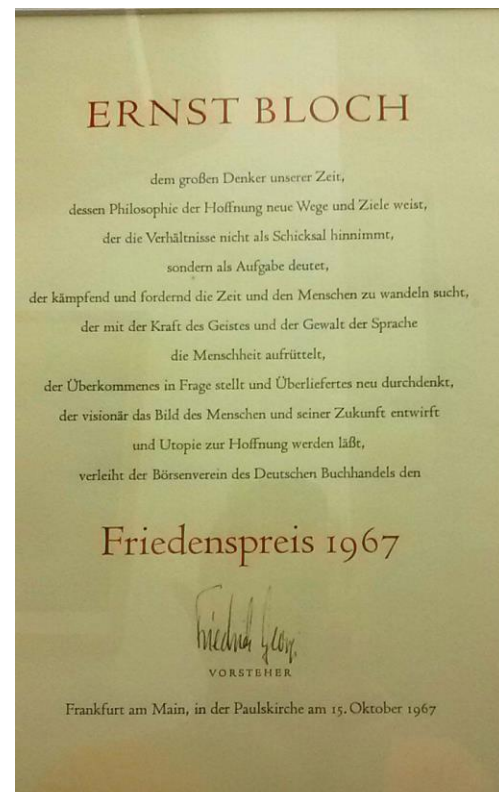 ERNST BLOCH
dem großen Denker unserer Zeit,
dessen Philosophie der Hoffnung neue Wege und Ziele weist,
der die Verhältnisse nicht als Schicksal hinnimmt,
sondern als Aufgabe deutet,
der kämpfend und fordernd die Zeit und den Menschen zu wandeln sucht,
der mit der Kraft des Geistes und der Gewalt der Sprache
die Menschheit aufrüttelt,
der Überkommenes in Frage stellt und Überliefertes neu durchdenkt,
der visionär das Bild des Menschen und seiner Zukunft entwirft
und Utopie zur Hoffnung werden läßt,
verleiht der Börsenverein des Deutschen Buchhandels den
Friedenspreis 1967
Friedrich Georgi
VORSTEHER
Frankfurt am Main, in der Paulskirche am 15. Oktober 1967